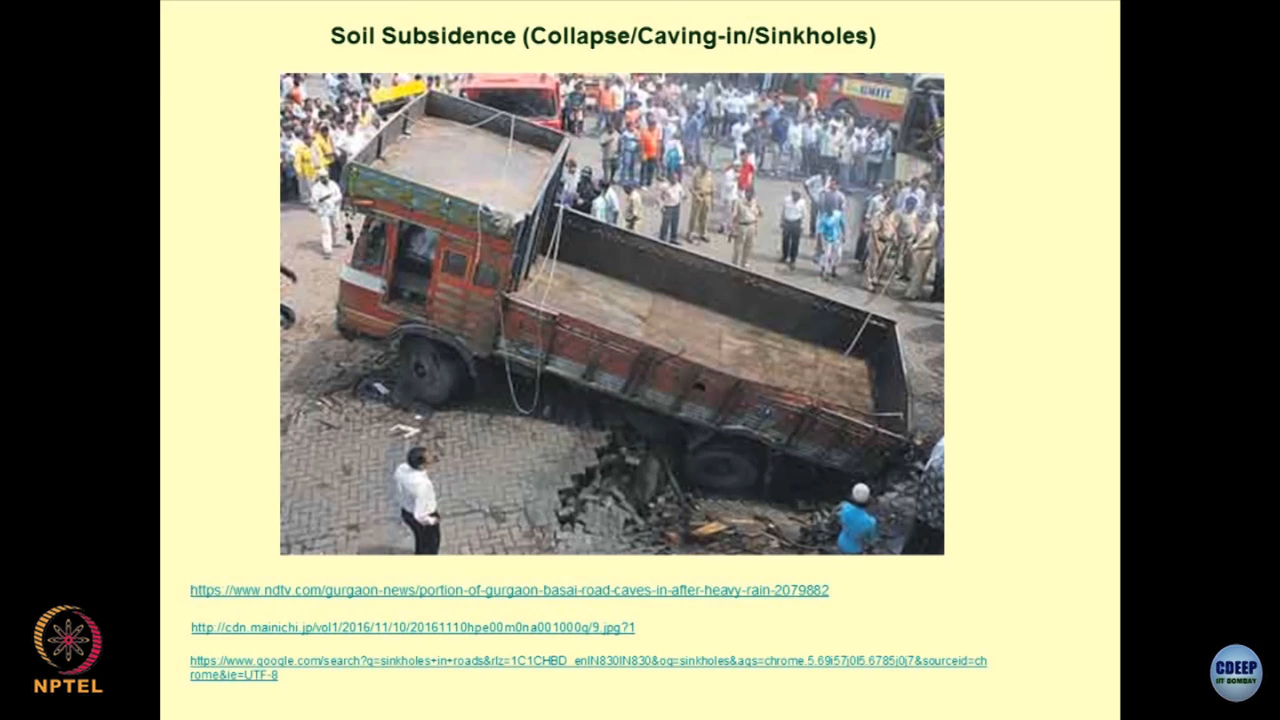 Soil Subsidence (Collapse/Caving-in/Sinkholes)
https://www.ndtv.com/gurgaon-news/portion-of-gurgaon-basai-road-caves-in-after-heavy-rain-2079882
http://cdn.mainichi.jp/vol1/2016/11/10/20161110hpe00m0na001000q/9.jpg?1
https://www.google.com/search?q=sinkholes+in+roads&rlz=1C1CHBD_enIN830IN830&oq=sinkholes&aqs=chrome.5.69i57j0l5.6785j0j7&sourceid=ch
rome&ie=UTF-8
NPTEL
CDEEP
IIT BOMBAY